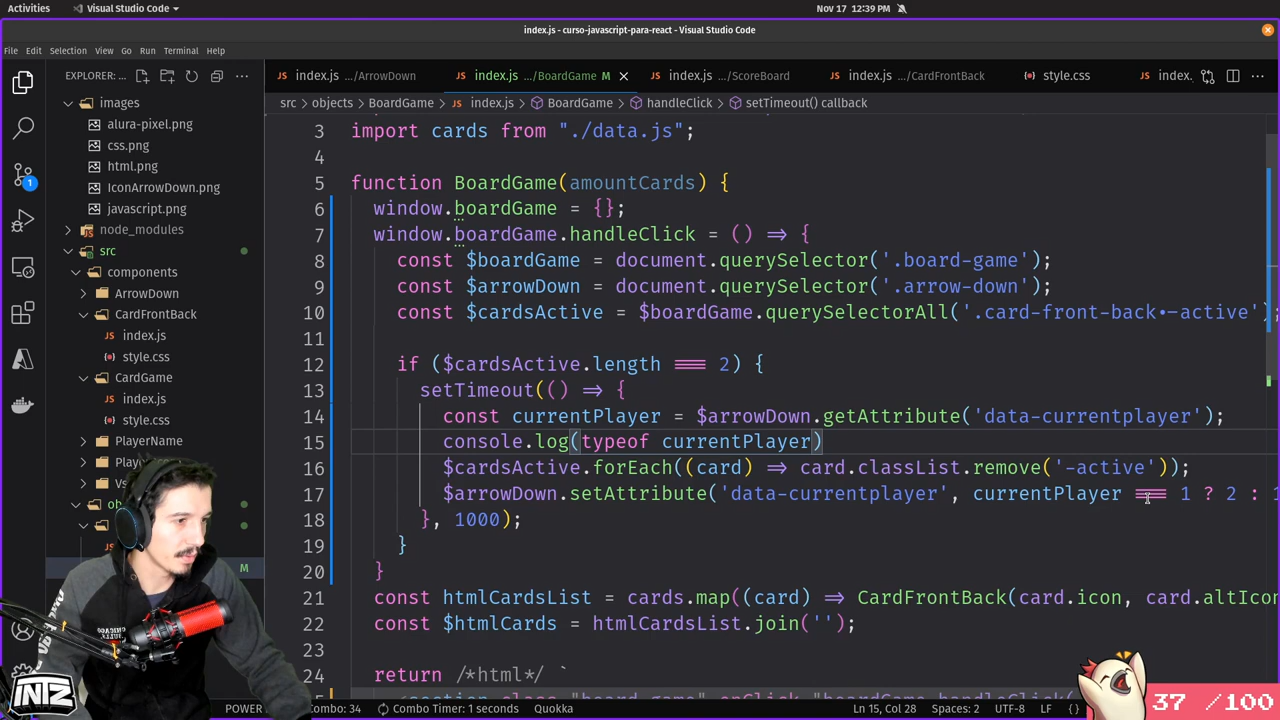 Activities
Visual Studio Code
Nov 17 12:39 PM
index.js - curso-javascript-para-react - Visual Studio Code
File Edit Selection View Go Run Terminal Help
EXPLORER: ...
index.js .../ArrowDown
index.js .../BoardGame M
index.js .../ScoreBoard
index.js .../CardFrontBack
style.css
index.
src > objects > BoardGame > index.js > BoardGame > handleClick > setTimeout() callback
images
alura-pixel.png
css.png
html.png
IconArrowDown.png
javascript.png
node_modules
src
components
ArrowDown
CardFrontBack
index.js
style.css
CardGame
index.js
style.css
PlayerName
Vs
M
1
3 import cards from "./data.js";
4
5 function BoardGame(amountCards) {
6 window.boardGame = {};
7 window.boardGame.handleClick = () => {
8 const $boardGame = document.querySelector('.board-game');
9 const $arrowDown = document.querySelector('.arrow-down');
10 const $cardsActive = $boardGame.querySelectorAll('.card-front-back.-active');
11
12 if ($cardsActive.length === 2) {
13 setTimeout(() => {
14 const currentPlayer = $arrowDown.getAttribute('data-currentplayer');
15 console.log(typeof currentPlayer)
16 $cardsActive.forEach((card) => card.classList.remove('-active'));
17 $arrowDown.setAttribute('data-currentplayer', currentPlayer === 1 ? 2 : 1
18 }, 1000);
19 }
20 }
21 const htmlCardsList = cards.map((card) => CardFrontBack(card.icon, card.altIco
22 const $htmlCards = htmlCardsList.join('');
23
24 return /*html*/ `
INTZ
POWER
Combo: 34
Combo Timer: 1 seconds
Quokka
Ln 15, Col 28
Spaces: 2
UTF-8
LF
{}
37 /100